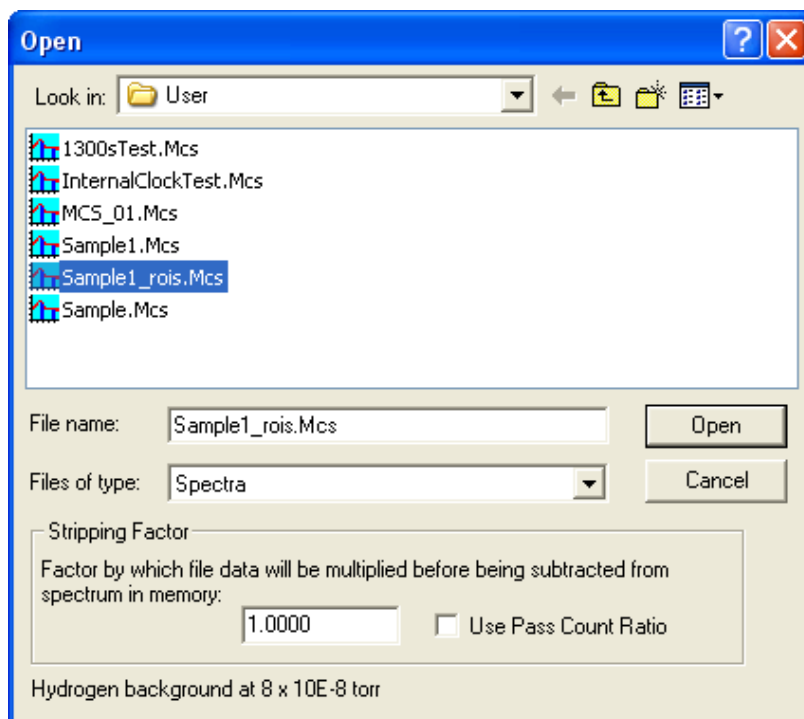 Open
Look in: User
1300sTest.Mcs
InternalClockTest.Mcs
MCS_01.Mcs
Sample1.Mcs
Sample1_rois.Mcs
Sample.Mcs
File name: Sample1_rois.Mcs Open
Files of type: Spectra Cancel
Stripping Factor
Factor by which file data will be multiplied before being subtracted from
spectrum in memory:
1.0000 Use Pass Count Ratio
Hydrogen background at 8 x 10E-8 torr